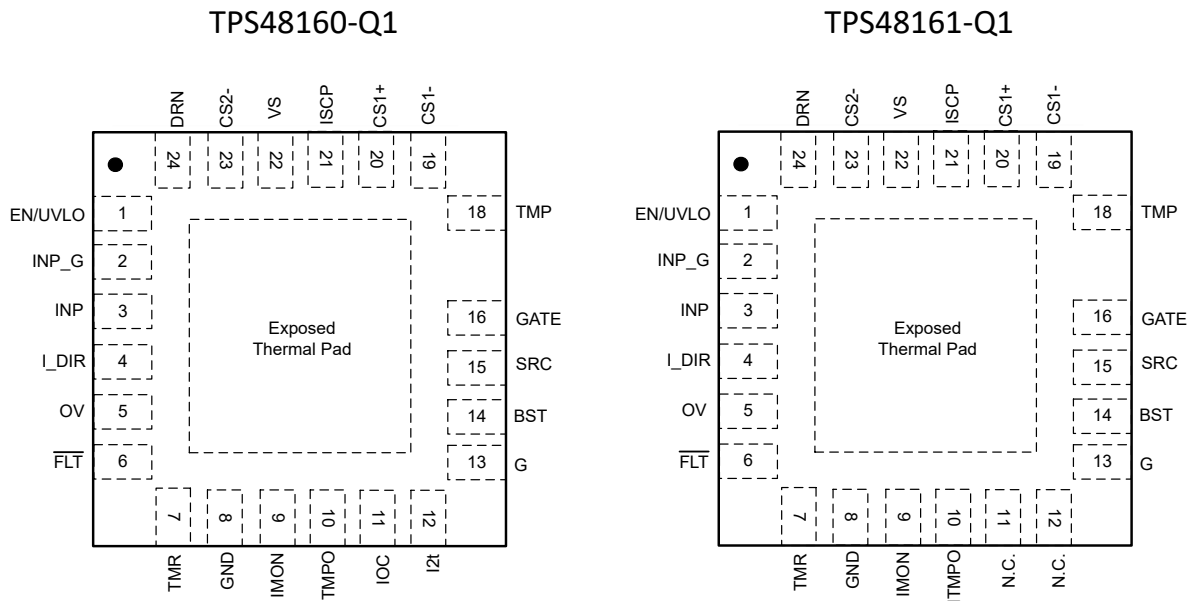 TPS48160-Q1
DRN
CS2-
VS
ISCP
CS1+
CS1-
24
23
22
21
20
19
EN/UVLO 1
INP_G 2
INP 3
I_DIR 4
OV 5
FLT 6
18 TMP
16 GATE
15 SRC
14 BST
13 G
Exposed
Thermal Pad
7
8
9
10
11
12
TMR
GND
IMON
TMPO
IOC
I2t
TPS48161-Q1
DRN
CS2-
VS
ISCP
CS1+
CS1-
24
23
22
21
20
19
EN/UVLO 1
INP_G 2
INP 3
I_DIR 4
OV 5
FLT 6
18 TMP
16 GATE
15 SRC
14 BST
13 G
Exposed
Thermal Pad
7
8
9
10
11
12
TMR
GND
IMON
ITMPO
N.C.
N.C.